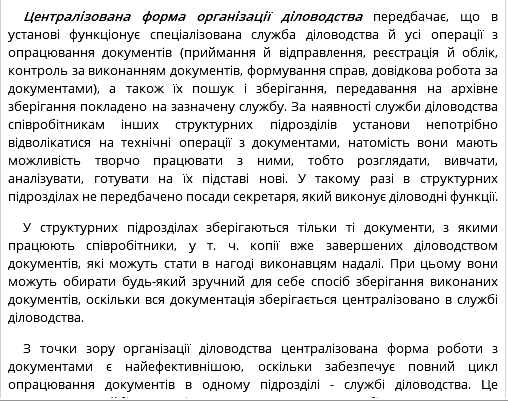 Централізована форма організації діловодства передбачає, що в
установі функціонує спеціалізована служба діловодства й усі операції з
опрацювання документів (приймання й відправлення, реєстрація й облік,
контроль за виконанням документів, формування справ, довідкова робота за
документами), а також їх пошук і зберігання, передавання на архівне
зберігання покладено на зазначену службу. За наявності служби діловодства
співробітникам інших структурних підрозділів установи непотрібно
відволікатися на технічні операції з документами, натомість вони мають
можливість творчо працювати з ними, тобто розглядати, вивчати,
аналізувати, готувати на їх підставі нові. У такому разі в структурних
підрозділах не передбачено посади секретаря, який виконує діловодні функції.
У структурних підрозділах зберігаються тільки ті документи, з якими
працюють співробітники, у т. ч. копії вже завершених діловодством
документів, які можуть стати в нагоді виконавцям надалі. При цьому вони
можуть обирати будь-який зручний для себе спосіб зберігання виконаних
документів, оскільки вся документація зберігається централізовано в службі
діловодства.
З точки зору організації діловодства централізована форма роботи з
документами є найефективнішою, оскільки забезпечує повний цикл
опрацювання документів в одному підрозділі - службі діловодства. Це